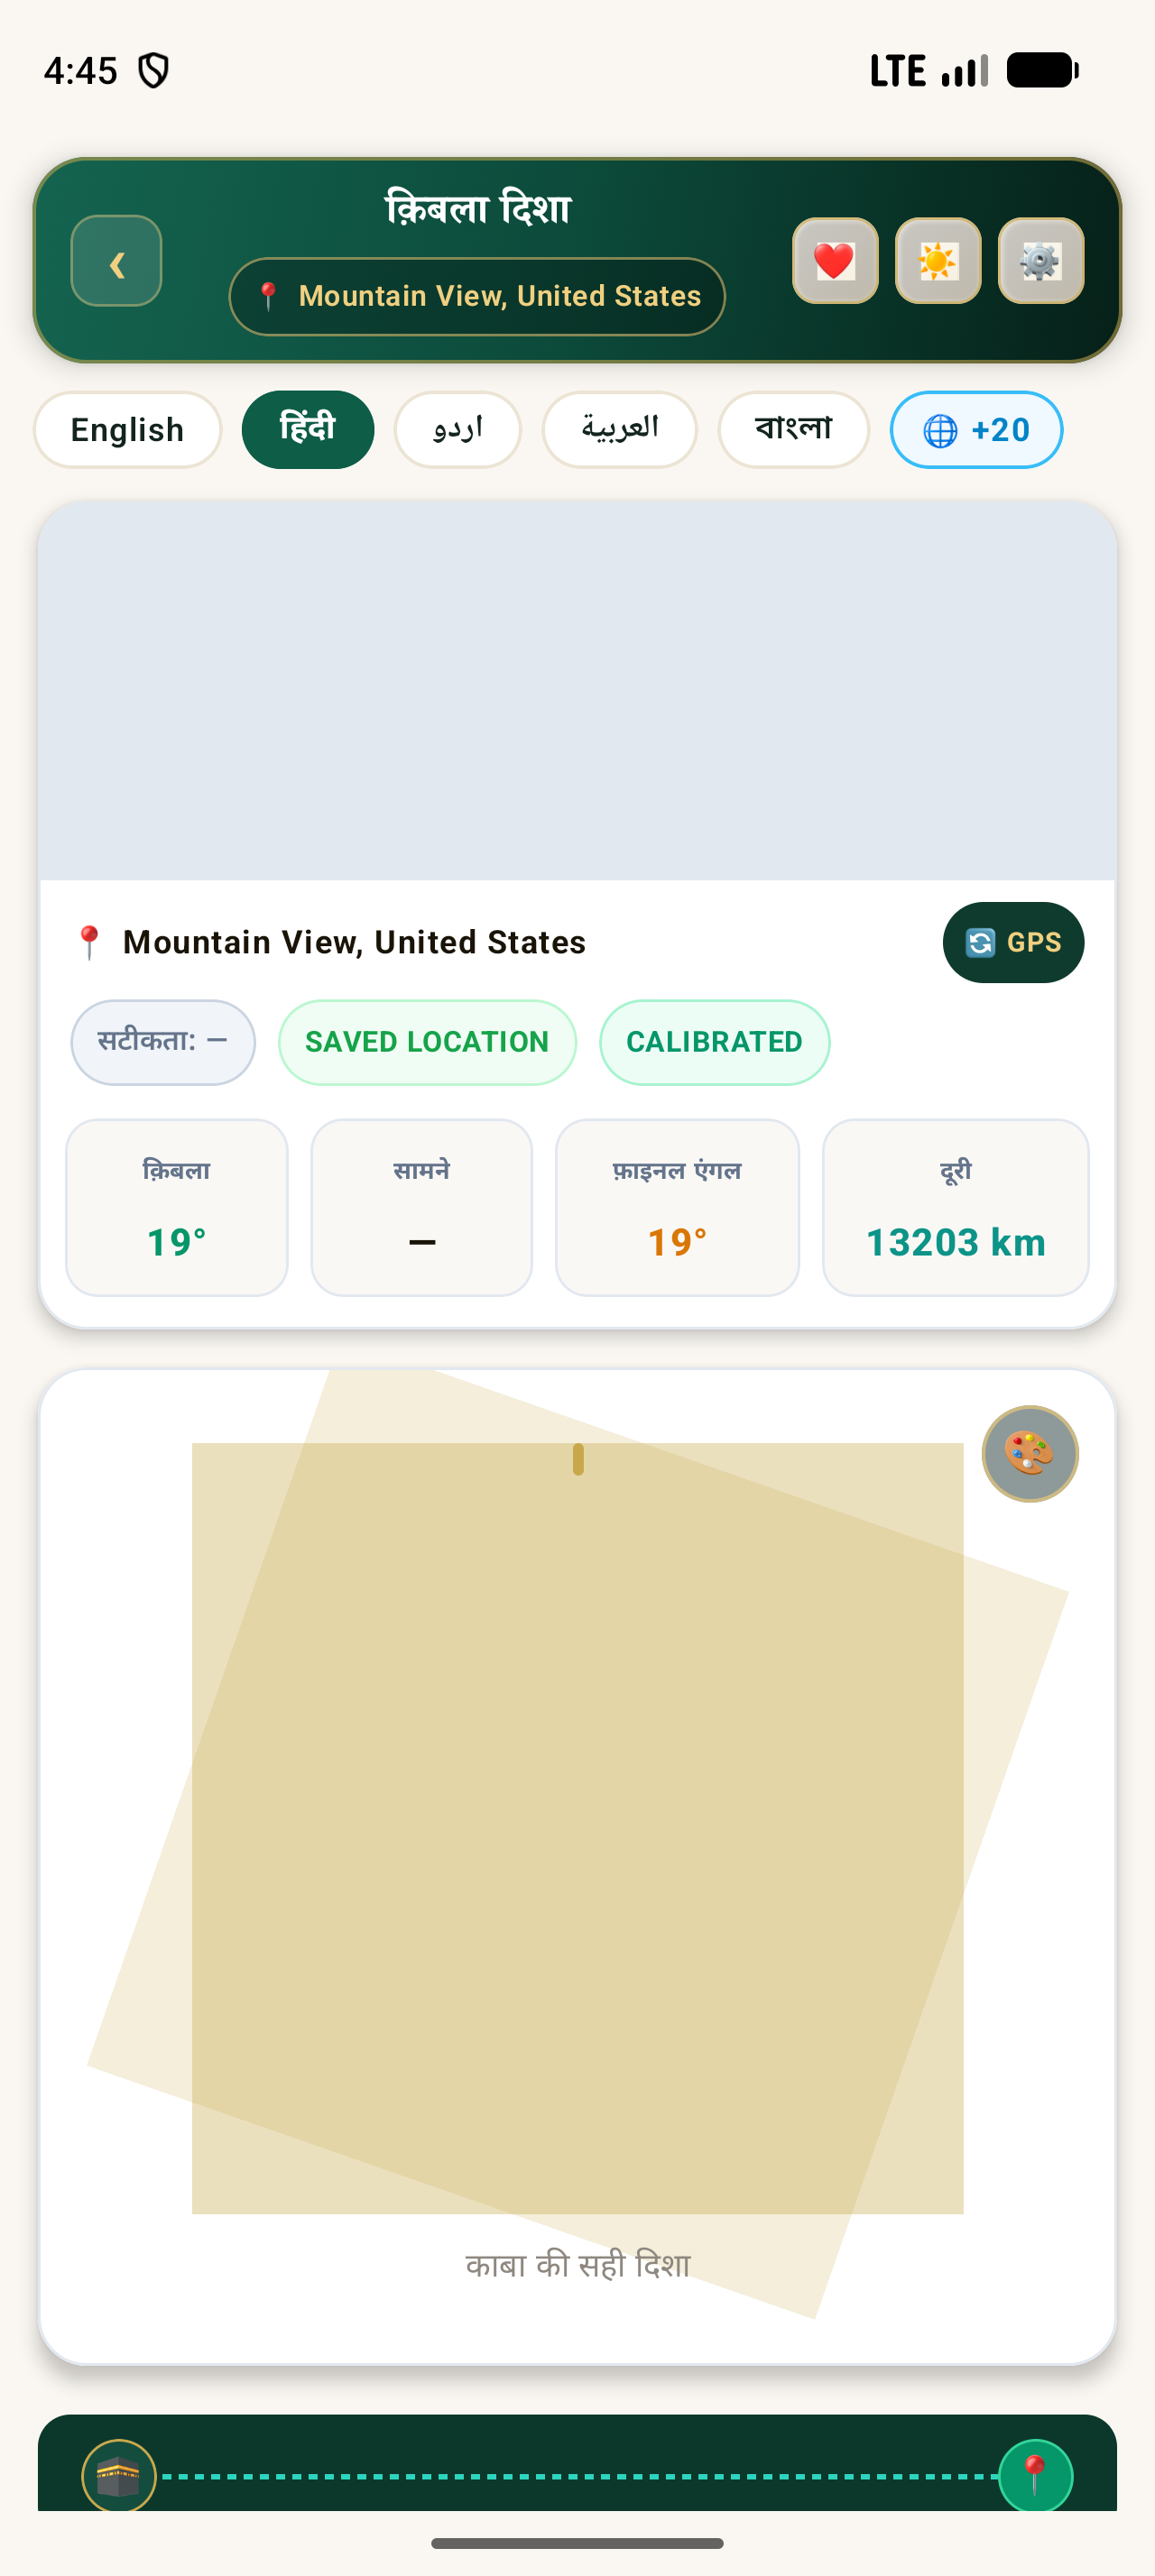 4:45
LTE
क़िबला दिशा
Mountain View, United States
English
हिंदी
اردو
العربية
বাংলা
+20
Mountain View, United States
GPS
सटीकता: —
SAVED LOCATION
CALIBRATED
क़िबला
सामने
फ़ाइनल एंगल
दूरी
19°
—
19°
13203 km
काबा की सही दिशा